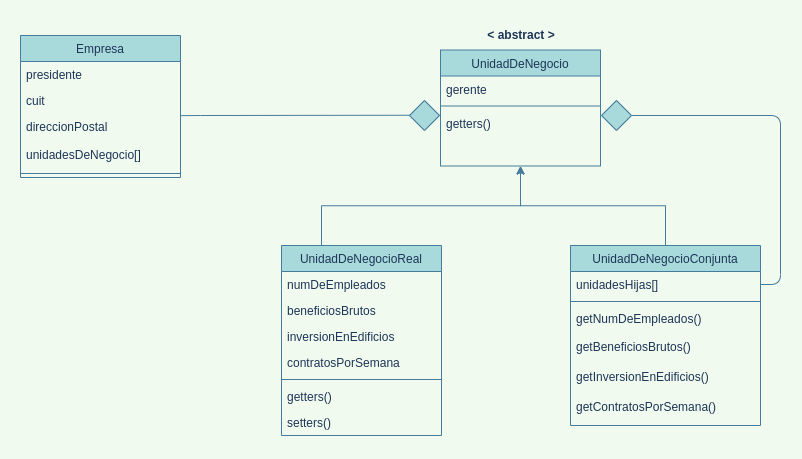 Empresa
presidente
cuit
direccionPostal
unidadesDeNegocio[]
< abstract >
UnidadDeNegocio
gerente
getters()
UnidadDeNegocioReal
numDeEmpleados
beneficiosBrutos
inversionEnEdificios
contratosPorSemana
getters()
setters()
UnidadDeNegocioConjunta
unidadesHijas[]
getNumDeEmpleados()
getBeneficiosBrutos()
getInversionEnEdificios()
getContratosPorSemana()